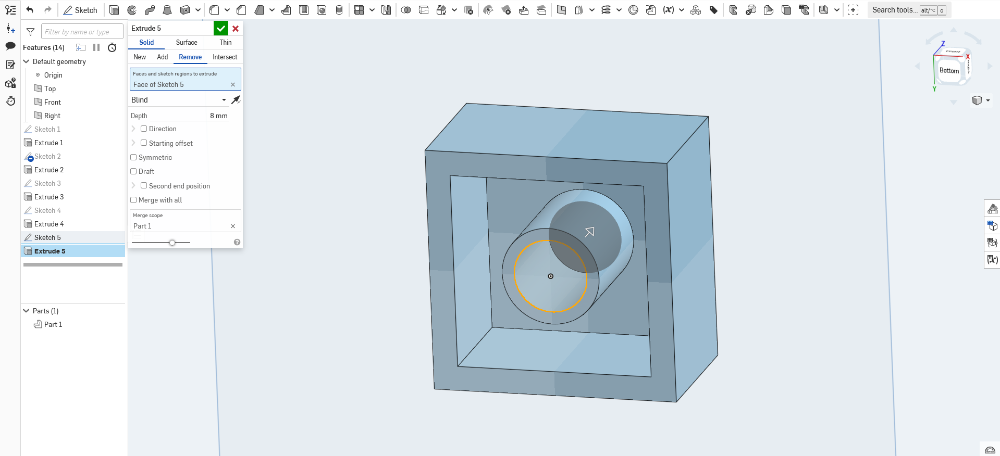 Sketch
Search tools... alt/⌥ c
Filter by name or type
Features (14)
Default geometry
Origin
Top
Front
Right
Sketch 1
Extrude 1
Sketch 2
Extrude 2
Sketch 3
Extrude 3
Sketch 4
Extrude 4
Sketch 5
Extrude 5
Parts (1)
Part 1
Extrude 5
Solid Surface Thin
New Add Remove Intersect
Faces and sketch regions to extrude
Face of Sketch 5
Blind
Depth 8 mm
Direction
Starting offset
Symmetric
Draft
Second end position
Merge with all
Merge scope
Part 1
Z
Front
X
Bottom
Y